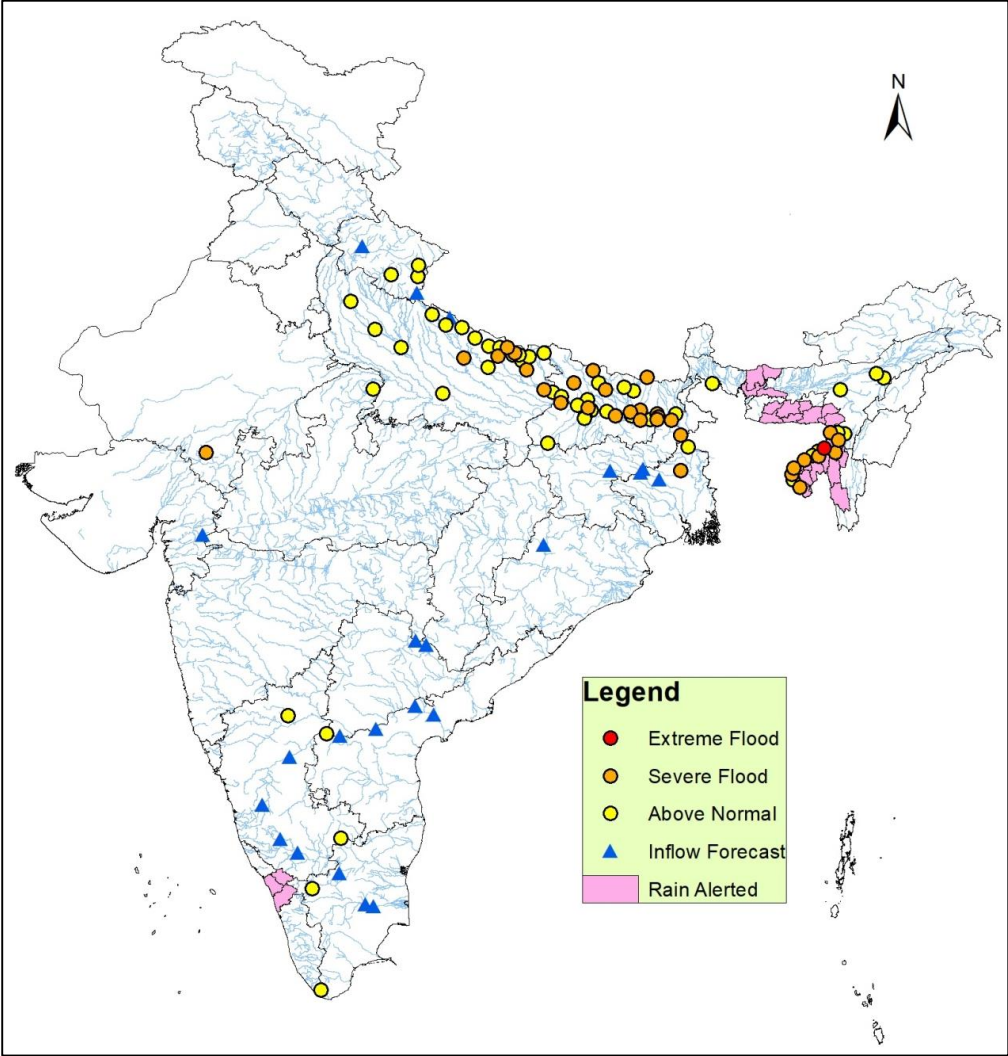 N
Legend
Extreme Flood
Severe Flood
Above Normal
Inflow Forecast
Rain Alerted